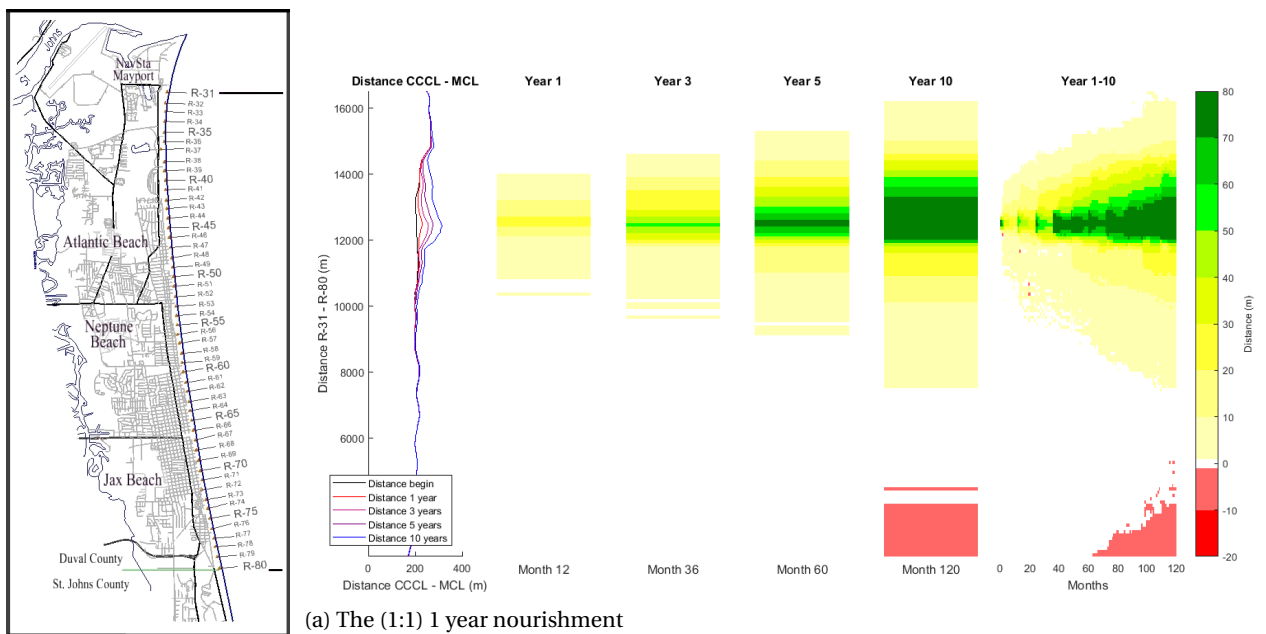 St Johns
NavSta
Mayport
R-31
R-32
R-33
R-34
R-35
R-36
R-37
R-38
R-39
R-40
R-41
R-42
R-43
R-44
R-45
R-46
R-47
R-48
R-49
R-50
R-51
R-52
R-53
R-54
R-55
R-56
R-57
R-58
R-59
R-60
R-61
R-62
R-63
R-64
R-65
R-66
R-67
R-68
R-69
R-70
R-71
R-72
R-73
R-74
R-75
R-76
R-77
R-78
R-79
R-80
Atlantic Beach
Neptune
Beach
Jax Beach
Duval County
St. Johns County
Distance CCCL - MCL
Year 1
Year 3
Year 5
Year 10
Year 1-10
Distance R-31 - R-80 (m)
16000
14000
12000
10000
8000
6000
Distance begin
Distance 1 year
Distance 3 years
Distance 5 years
Distance 10 years
0 200 400
Distance CCCL - MCL (m)
Month 12
Month 36
Month 60
Month 120
0 20 40 60 80 100 120
Months
80
70
60
50
40
30
20
10
0
-10
-20
Distance (m)
(a) The (1:1) 1 year nourishment